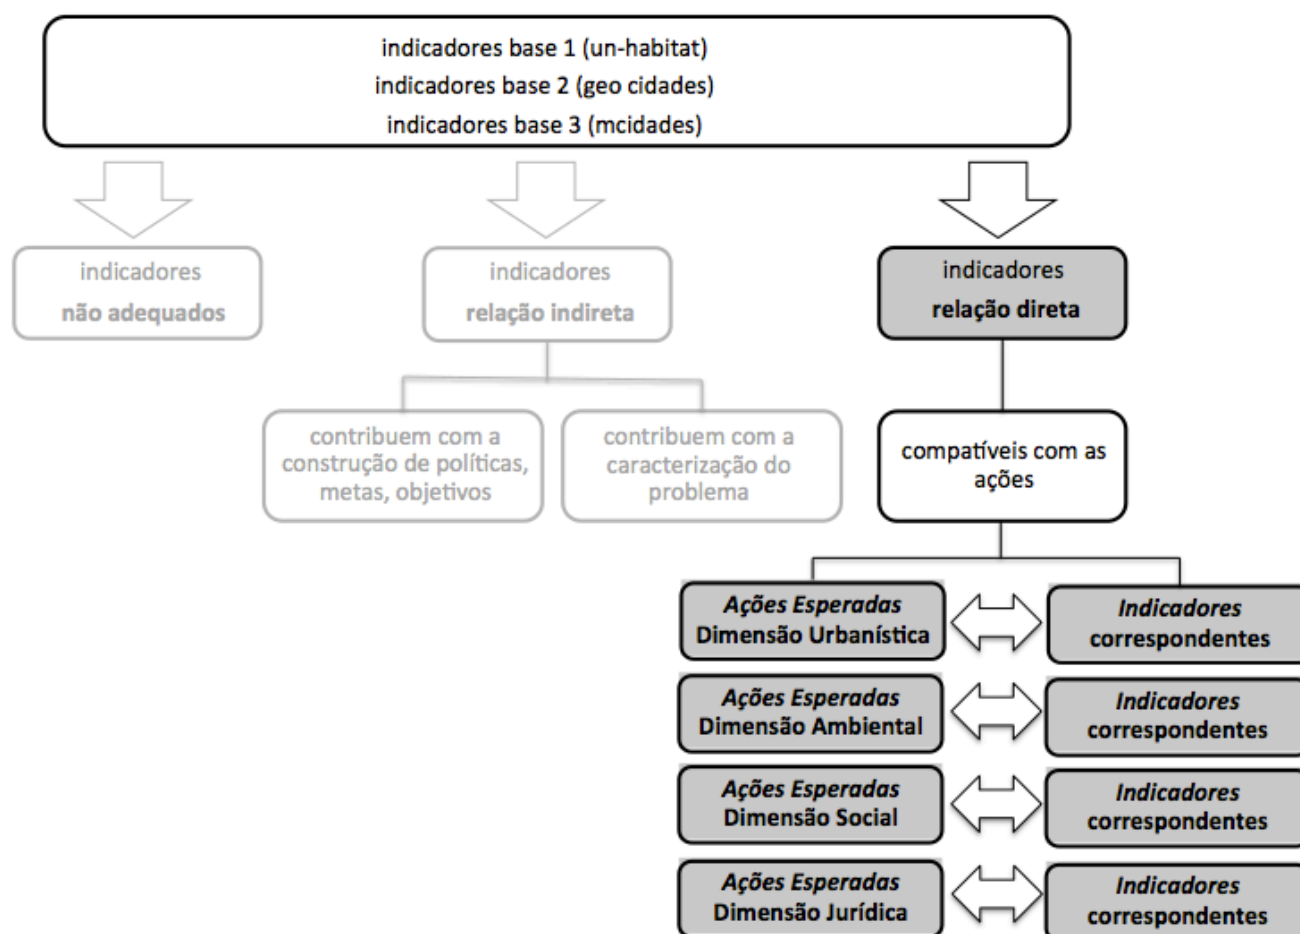 indicadores base 1 (un-habitat)
indicadores base 2 (geo cidades)
indicadores base 3 (mcidades)
indicadores
não adequados
indicadores
relação indireta
indicadores
relação direta
contribuem com a
construção de políticas,
metas, objetivos
contribuem com a
caracterização do
problema
compatíveis com as
ações
Ações Esperadas
Dimensão Urbanística
Indicadores
correspondentes
Ações Esperadas
Dimensão Ambiental
Indicadores
correspondentes
Ações Esperadas
Dimensão Social
Indicadores
correspondentes
Ações Esperadas
Dimensão Jurídica
Indicadores
correspondentes